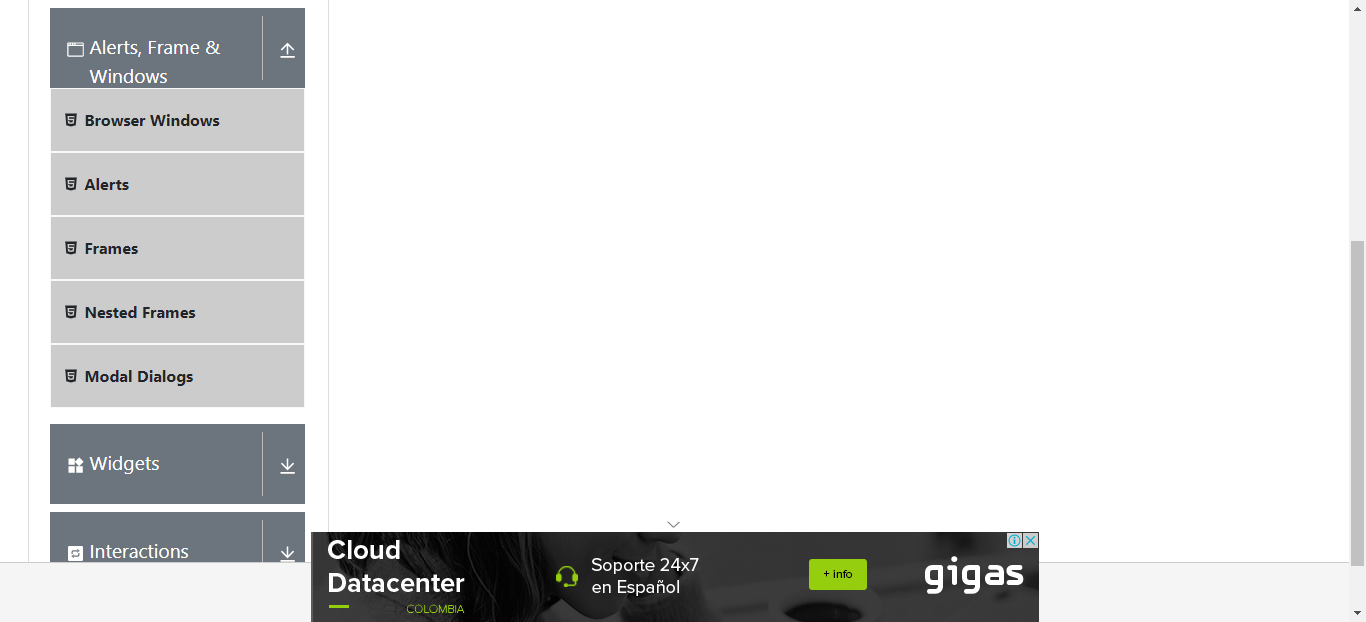 Alerts, Frame &
Windows
Browser Windows
Alerts
Frames
Nested Frames
Modal Dialogs
Widgets
Interactions
Cloud
Datacenter
COLOMBIA
Soporte 24x7
en Español
+ info
gigas